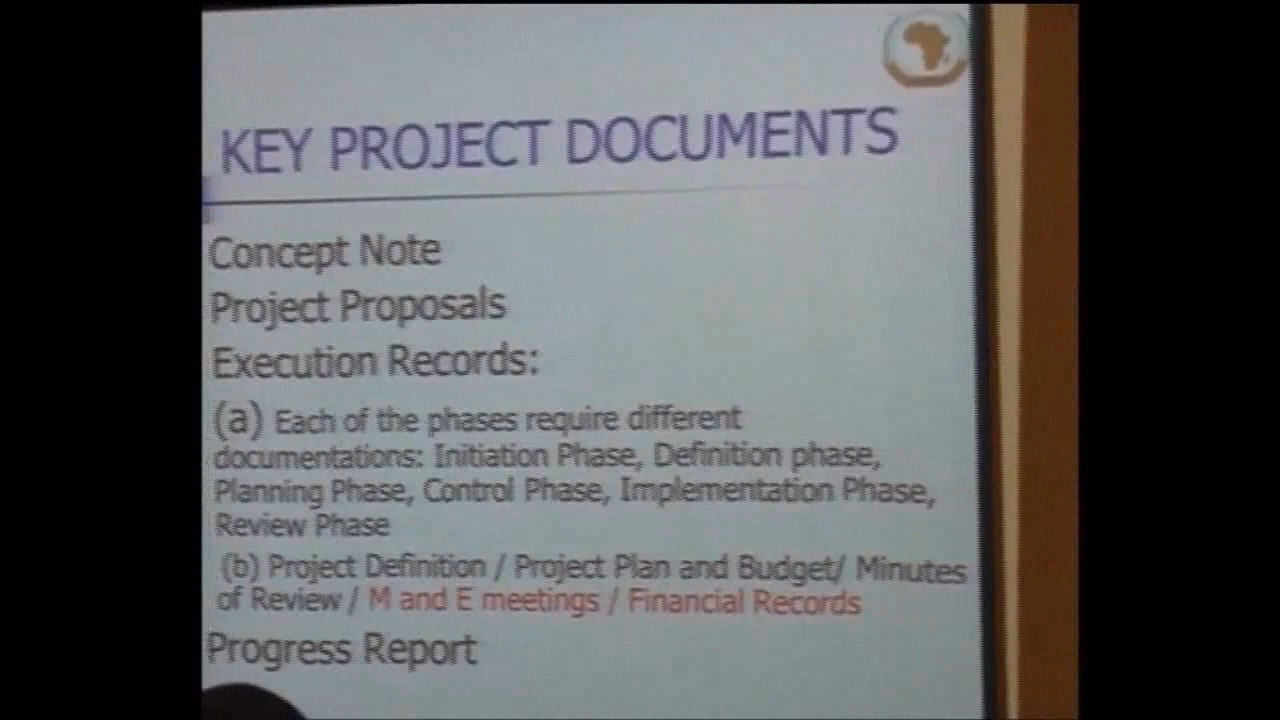 KEY PROJECT DOCUMENTS
Concept Note
Project Proposals
Execution Records:
(a) Each of the phases require different
documentations: Initiation Phase, Definition phase,
Planning Phase, Control Phase, Implementation Phase,
Review Phase
(b) Project Definition / Project Plan and Budget/ Minutes
of Review / M and E meetings / Financial Records
Progress Report